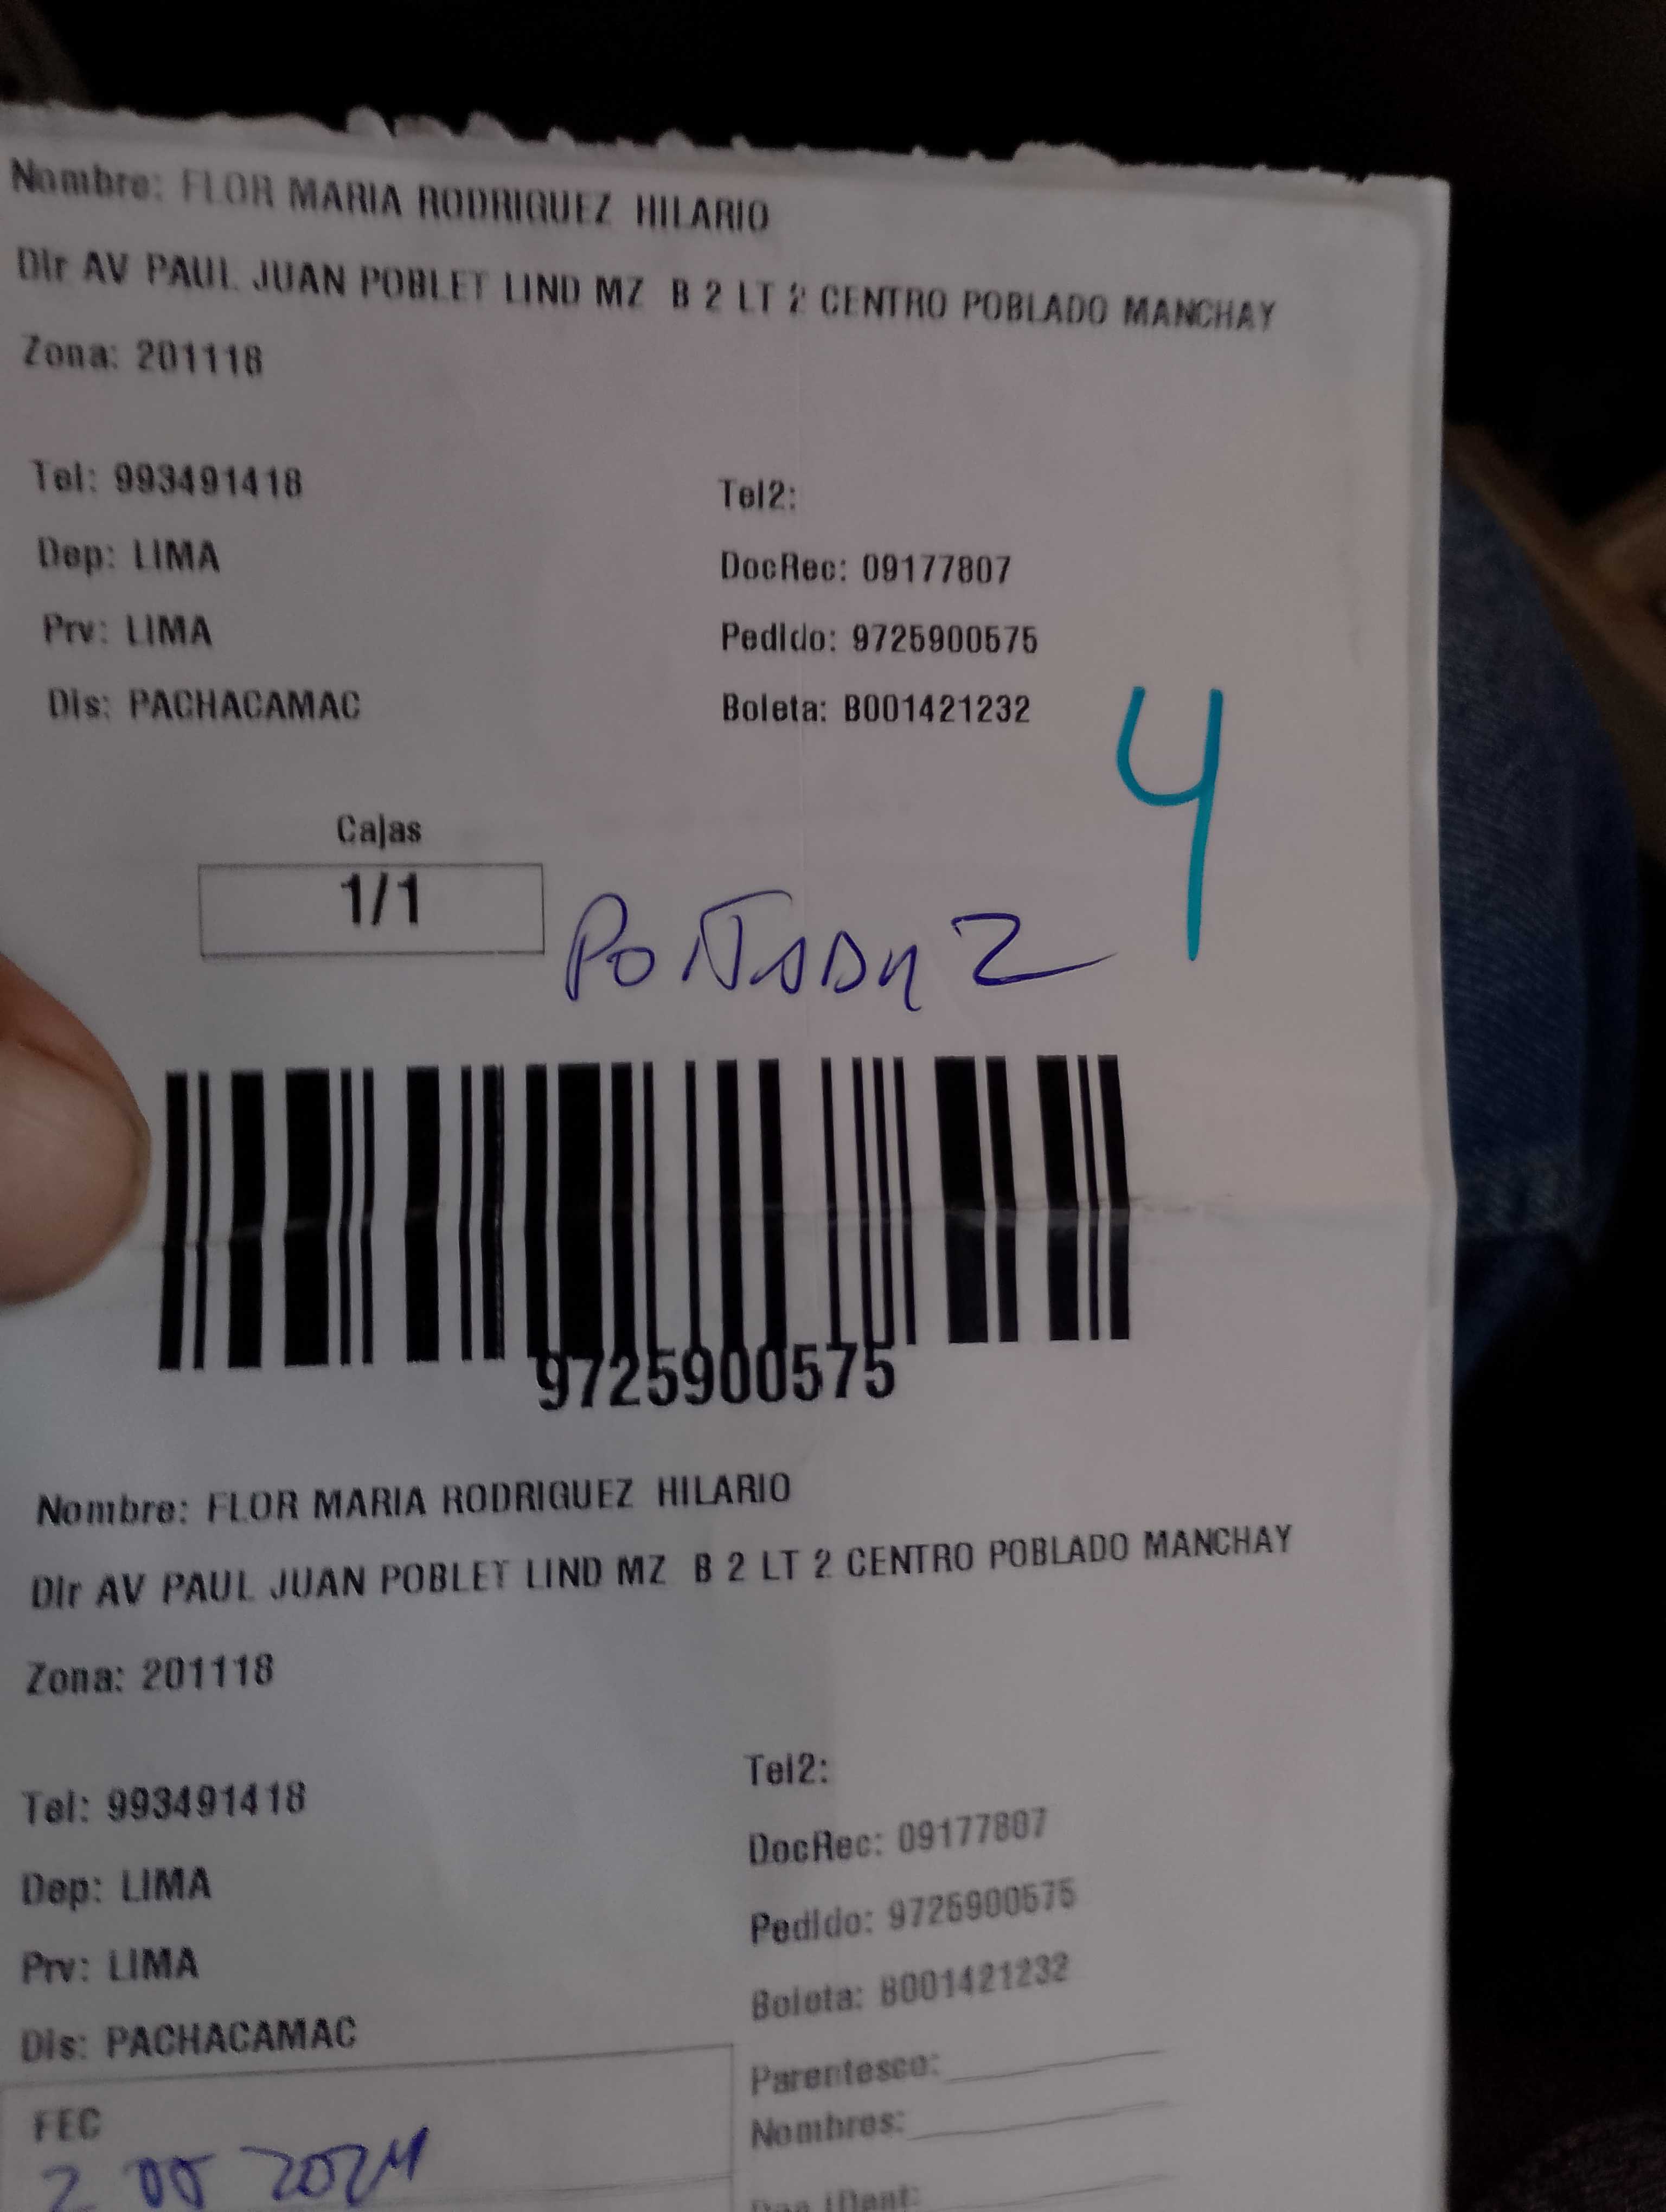 Nombre: FLOR MARIA RODRIGUEZ HILARIO
Dir AV PAUL JUAN POBLET LIND MZ B 2 LT 2 CENTRO POBLADO MANCHAY
Zona: 201118
Tel: 993491418 Tel2:
Dep: LIMA DocRec: 09177807
Prv: LIMA Pedido: 9725900575
Dis: PACHACAMAC Boleta: B001421232
4
Cajas
1/1
9725900575
Nombre: FLOR MARIA RODRIGUEZ HILARIO
Dir AV PAUL JUAN POBLET LIND MZ B 2 LT 2 CENTRO POBLADO MANCHAY
Zona: 201118
Tel: 993491418 Tel2:
Dep: LIMA DocRec: 09177807
Prv: LIMA Pedido: 9725900575
Dis: PACHACAMAC Boleta: B001421232
Parentesco:
FEC Nombres:
2 05 2024